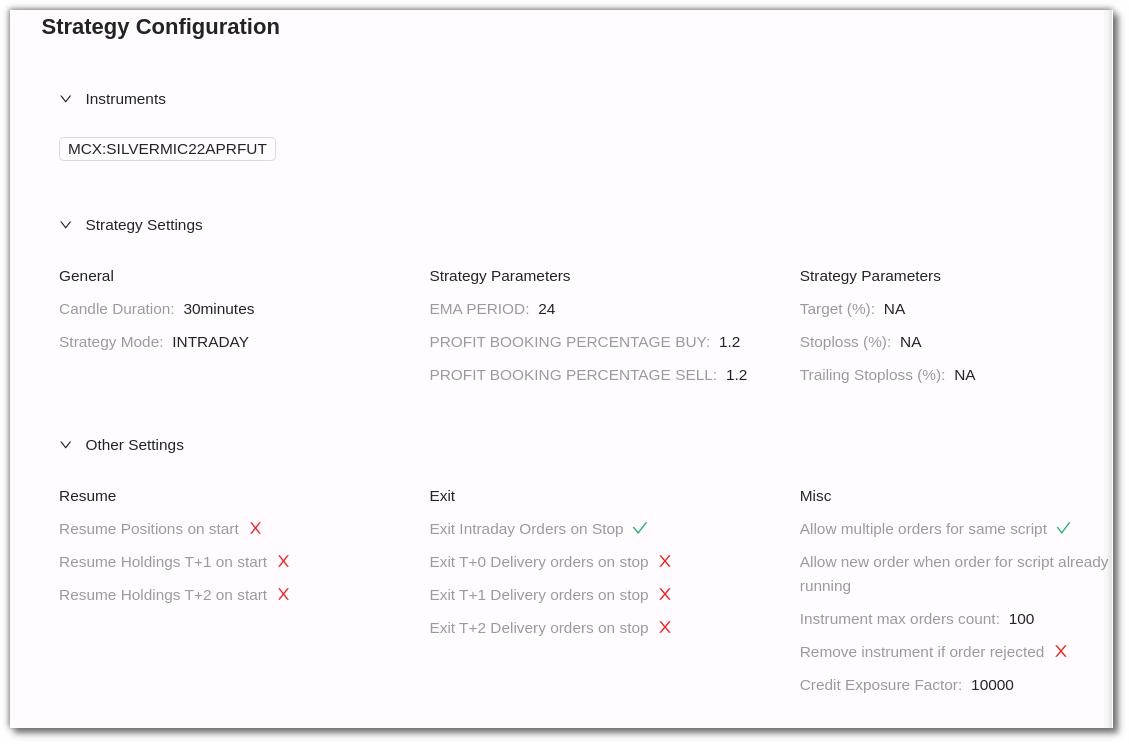 Strategy Configuration
Instruments
MCX:SILVERMIC22APRFUT
Strategy Settings
General
Candle Duration: 30minutes
Strategy Mode: INTRADAY
Strategy Parameters
EMA PERIOD: 24
PROFIT BOOKING PERCENTAGE BUY: 1.2
PROFIT BOOKING PERCENTAGE SELL: 1.2
Strategy Parameters
Target (%): NA
Stoploss (%): NA
Trailing Stoploss (%): NA
Other Settings
Resume
Resume Positions on start
Resume Holdings T+1 on start
Resume Holdings T+2 on start
Exit
Exit Intraday Orders on Stop
Exit T+0 Delivery orders on stop
Exit T+1 Delivery orders on stop
Exit T+2 Delivery orders on stop
Misc
Allow multiple orders for same script
Allow new order when order for script already
running
Instrument max orders count: 100
Remove instrument if order rejected
Credit Exposure Factor: 10000